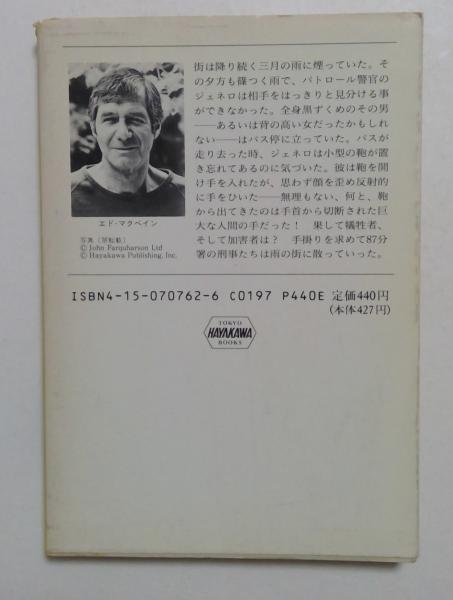 街は降り続く三月の雨に煙っていた。そ
の夕方も篠つく雨で、パトロール警官の
ジェネロは相手をはっきりと見分ける事
ができなかった。全身黒ずくめのその男
——あるいは背の高い女だったかもしれ
ない——はバス停に立っていた。バスが
走り去った時、ジェネロは小型の鞄が置
き忘れてあるのに気づいた。彼は鞄を開
け手を入れたが、思わず顔を歪め反射的
に手をひいた——無理もない、何と、鞄
から出てきたのは手首から切断された巨
大な人間の手だった! 果して犠牲者、
そして加害者は? 手掛りを求めて87分
署の刑事たちは雨の街に散っていった。
エド・マクベイン
写真（禁転載）
© John Farquharson Ltd
© Hayakawa Publishing, Inc.
ISBN4-15-070762-6 C0197 P440E 定価440円
(本体427円)
TOKYO
HAYAKAWA
BOOKS